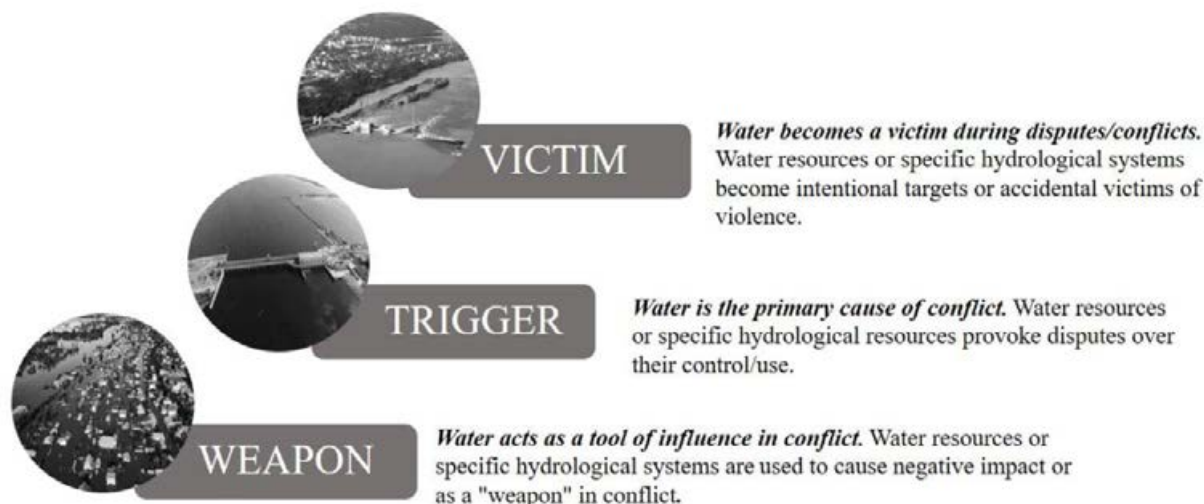 VICTIM
Water becomes a victim during disputes/conflicts.
Water resources or specific hydrological systems
become intentional targets or accidental victims of
violence.
TRIGGER
Water is the primary cause of conflict. Water resources
or specific hydrological resources provoke disputes over
their control/use.
WEAPON
Water acts as a tool of influence in conflict. Water resources or
specific hydrological systems are used to cause negative impact or
as a "weapon" in conflict.